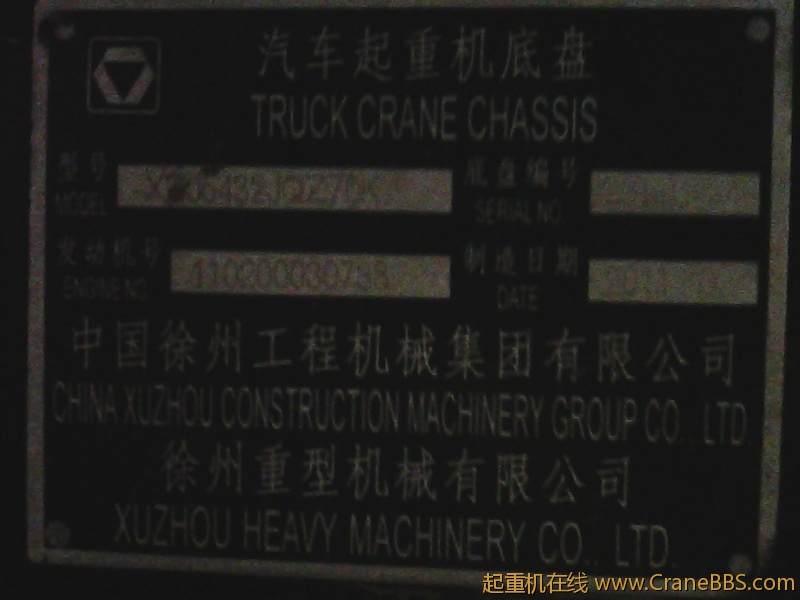 汽车起重机底盘
TRUCK CRANE CHASSIS
型号 底盘编号
MODEL SERIAL NO.
发动机号 制造日期
ENGINE NO. DATE
中国徐州工程机械集团有限公司
CHINA XUZHOU CONSTRUCTION MACHINERY GROUP CO., LTD.
徐州重型机械有限公司
XUZHOU HEAVY MACHINERY CO., LTD.
起重机在线 www.CraneBBS.com